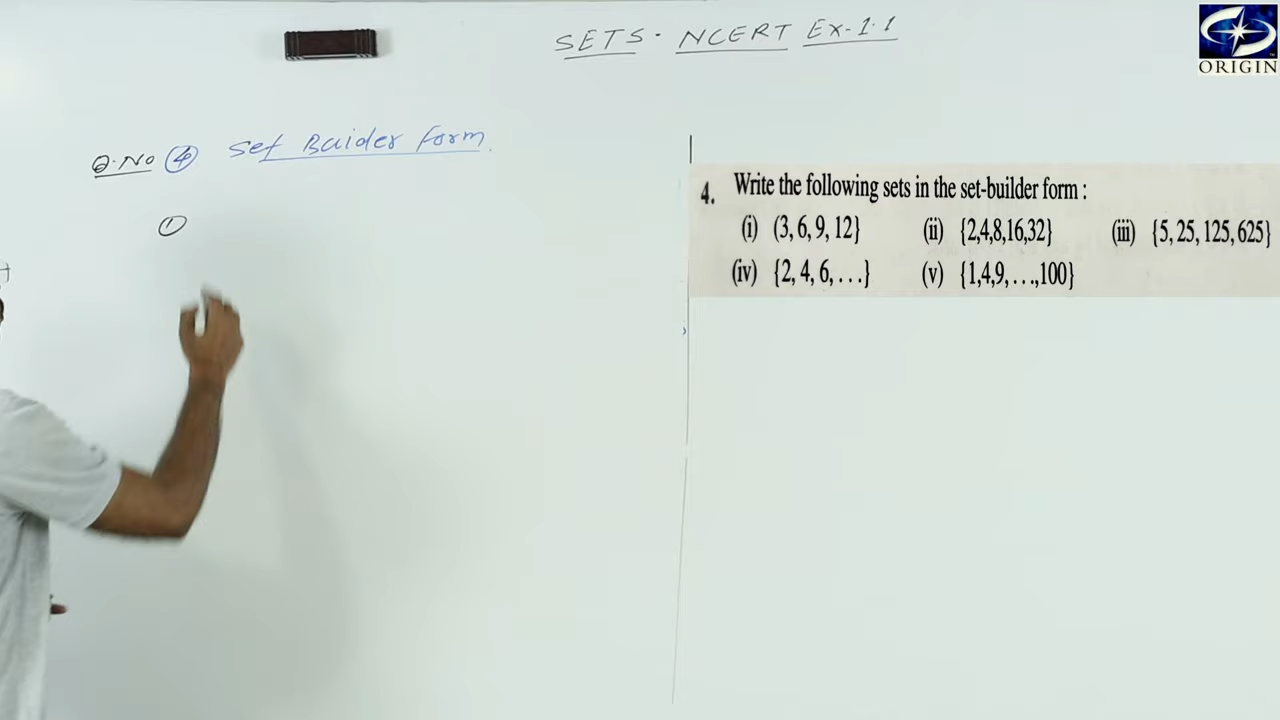 SETS. NCERT Ex-1.1
ORIGIN
Q.No ④ Set Buider form.
①
4. Write the following sets in the set-builder form :
(i) (3, 6, 9, 12} (ii) {2,4,8,16,32} (iii) {5, 25, 125, 625}
(iv) {2, 4, 6, . . .} (v) {1,4,9, . . .,100}